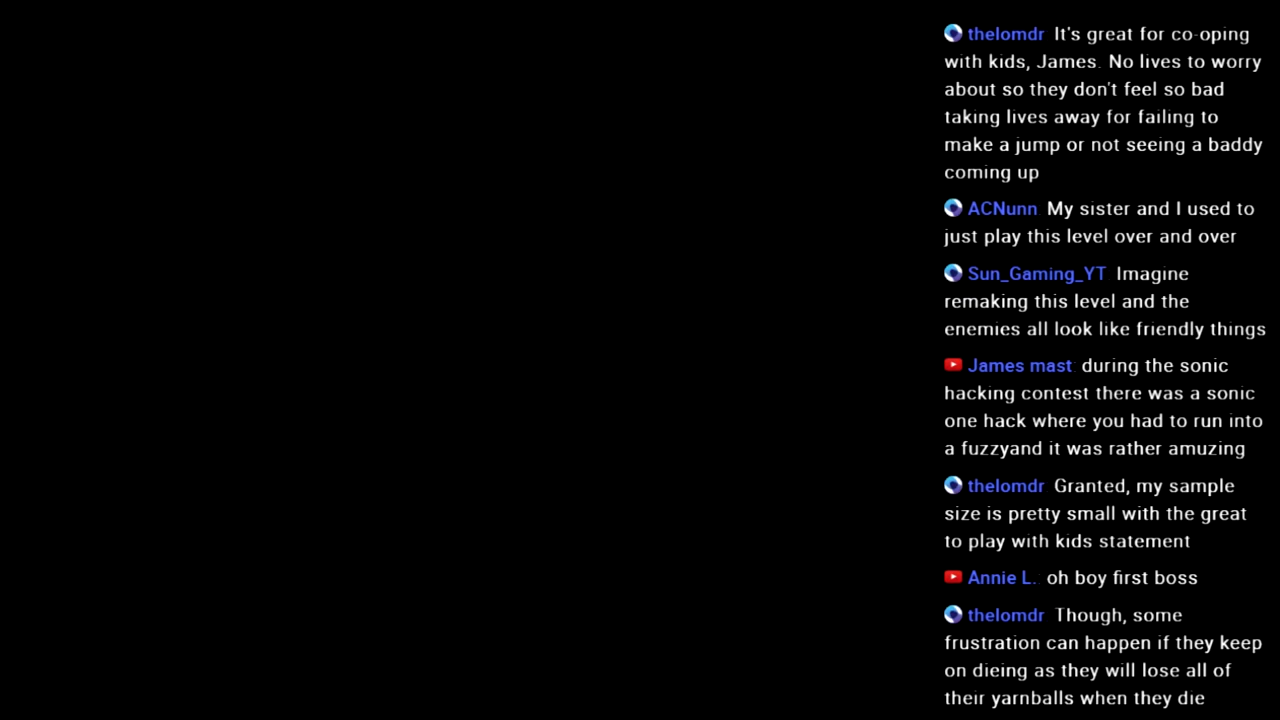 thelomdr It's great for co-oping
with kids, James. No lives to worry
about so they don't feel so bad
taking lives away for failing to
make a jump or not seeing a baddy
coming up
ACNunn My sister and I used to
just play this level over and over
Sun_Gaming_YT Imagine
remaking this level and the
enemies all look like friendly things
James mast: during the sonic
hacking contest there was a sonic
one hack where you had to run into
a fuzzyand it was rather amuzing
thelomdr Granted, my sample
size is pretty small with the great
to play with kids statement
Annie L.: oh boy first boss
thelomdr Though, some
frustration can happen if they keep
on dieing as they will lose all of
their yarnballs when they die